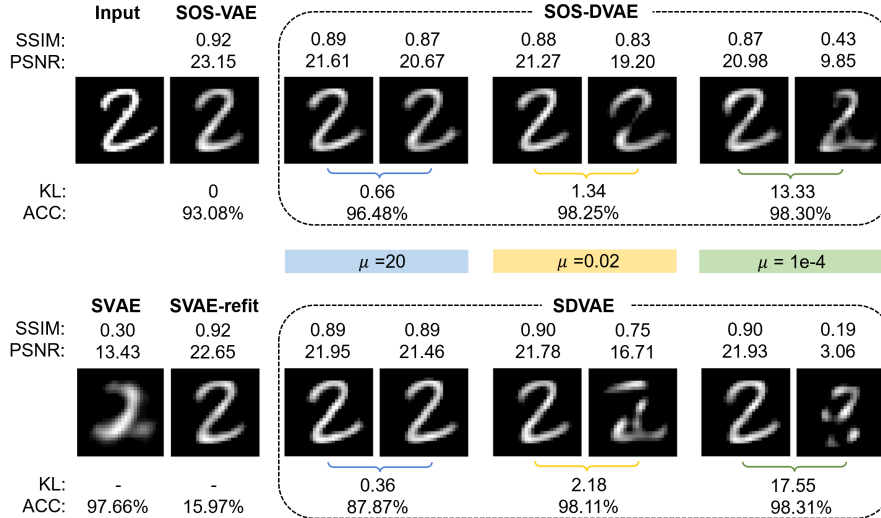 Input SOS-VAE SOS-DVAE
SSIM: 0.92 0.89 0.87 0.88 0.83 0.87 0.43
PSNR: 23.15 21.61 20.67 21.27 19.20 20.98 9.85
KL: 0 0.66 1.34 13.33
ACC: 93.08% 96.48% 98.25% 98.30%
μ =20 μ =0.02 μ = 1e-4
SVAE SVAE-refit SDVAE
SSIM: 0.30 0.92 0.89 0.89 0.90 0.75 0.90 0.19
PSNR: 13.43 22.65 21.95 21.46 21.78 16.71 21.93 3.06
KL: - - 0.36 2.18 17.55
ACC: 97.66% 15.97% 87.87% 98.11% 98.31%